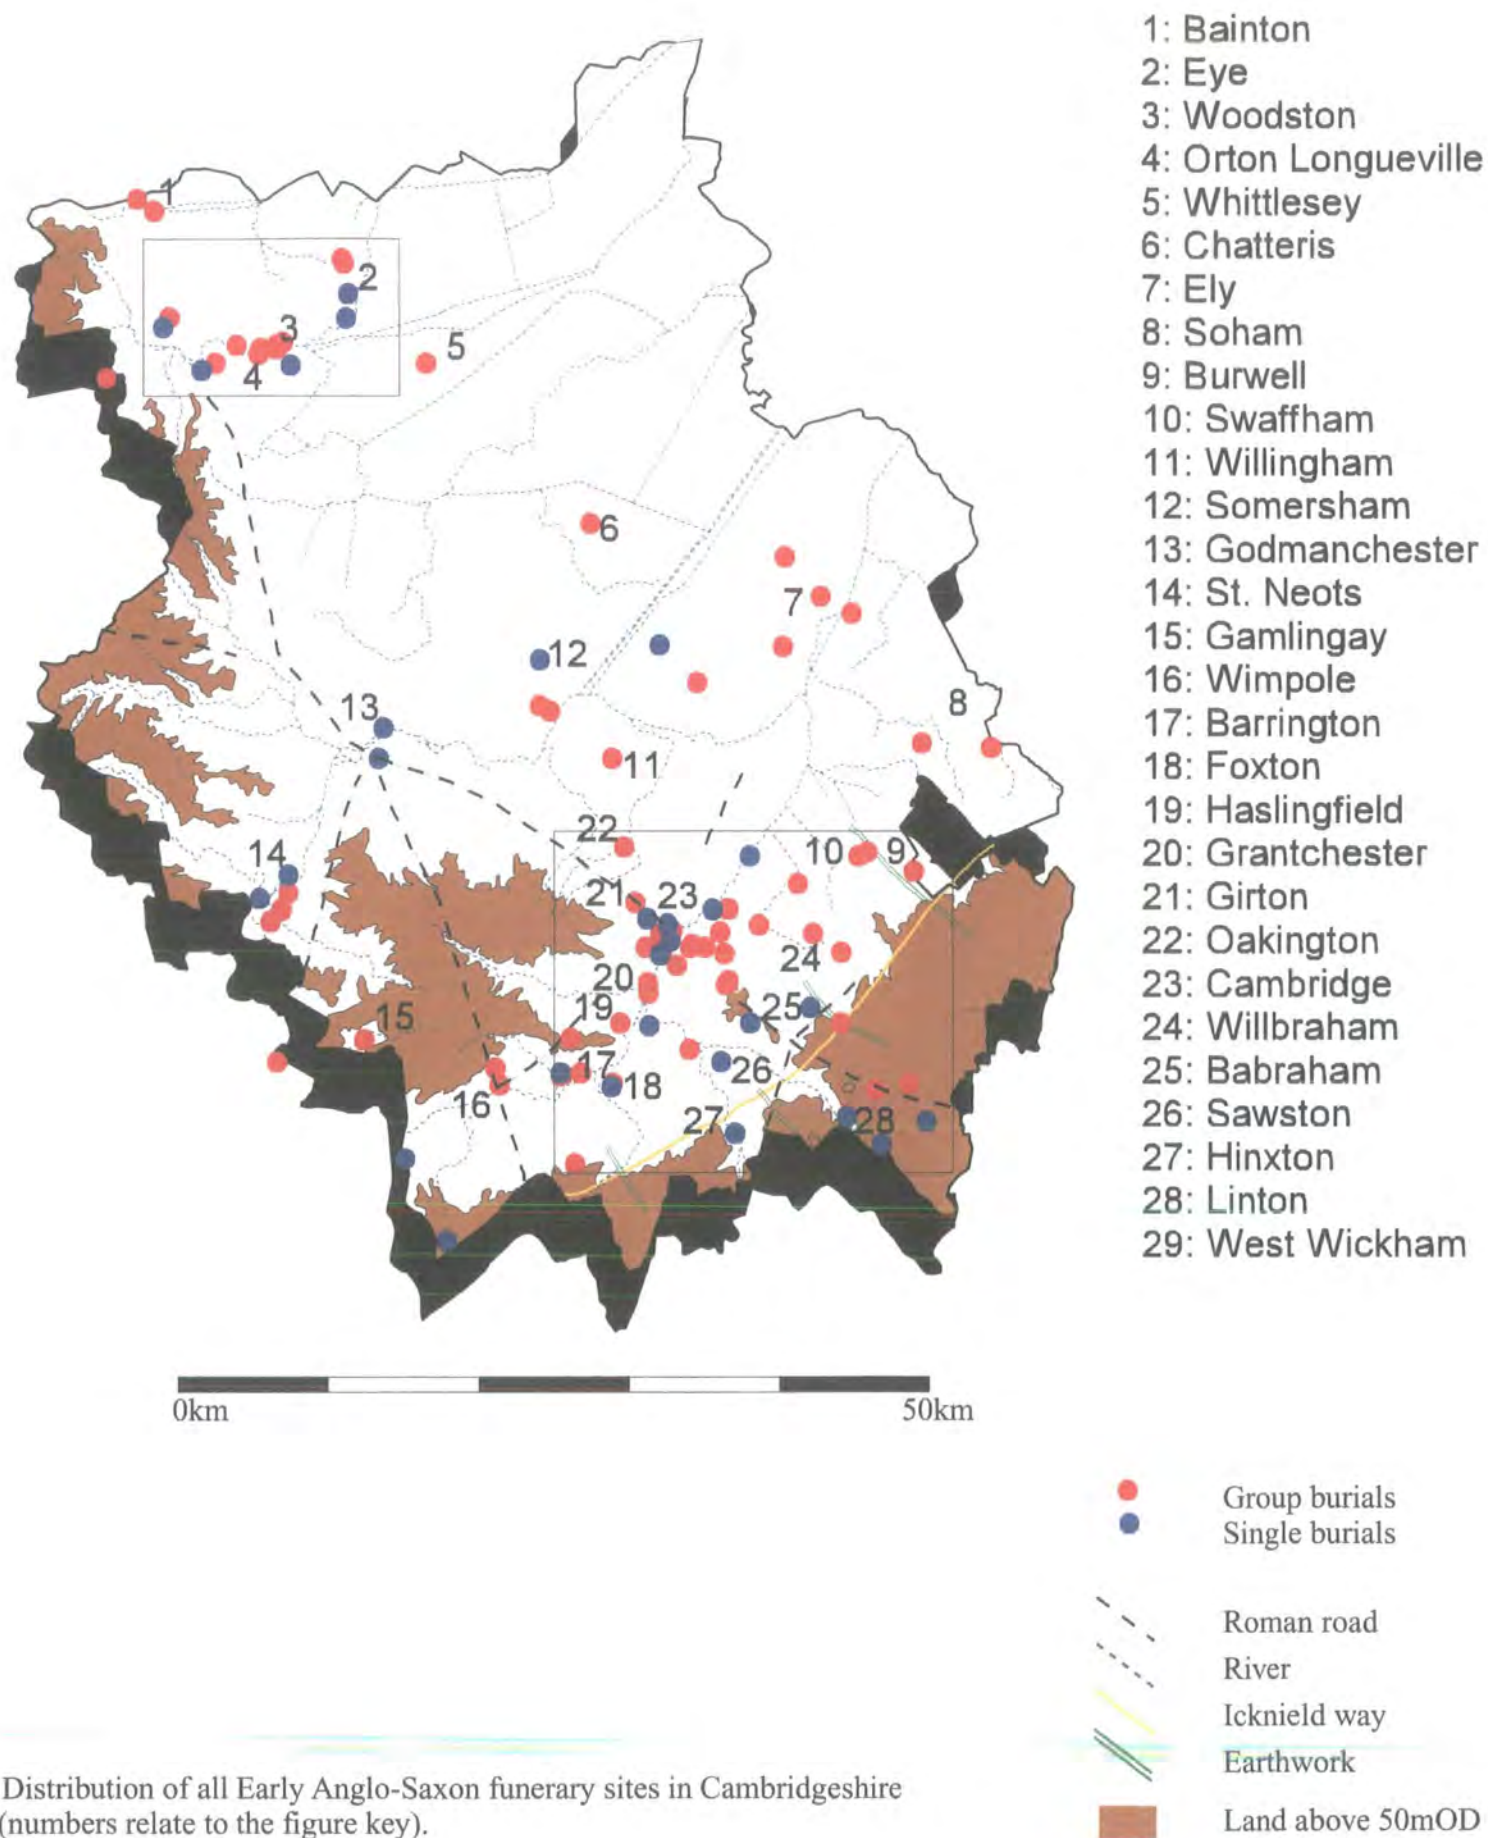 1: Bainton
2: Eye
3: Woodston
4: Orton Longueville
5: Whittlesey
6: Chatteris
7: Ely
8: Soham
9: Burwell
10: Swaffham
11: Willingham
12: Somersham
13: Godmanchester
14: St. Neots
15: Gamlingay
16: Wimpole
17: Barrington
18: Foxton
19: Haslingfield
20: Grantchester
21: Girton
22: Oakington
23: Cambridge
24: Willbraham
25: Babraham
26: Sawston
27: Hinxton
28: Linton
29: West Wickham
1
2
3
4
5
6
7
12
8
13
11
22
10
9
14
21
23
24
20
19
25
15
17
26
18
16
27
28
0km
50km
Group burials
Single burials
Roman road
River
Icknield way
Earthwork
Land above 50mOD
Distribution of all Early Anglo-Saxon funerary sites in Cambridgeshire
(numbers relate to the figure key).